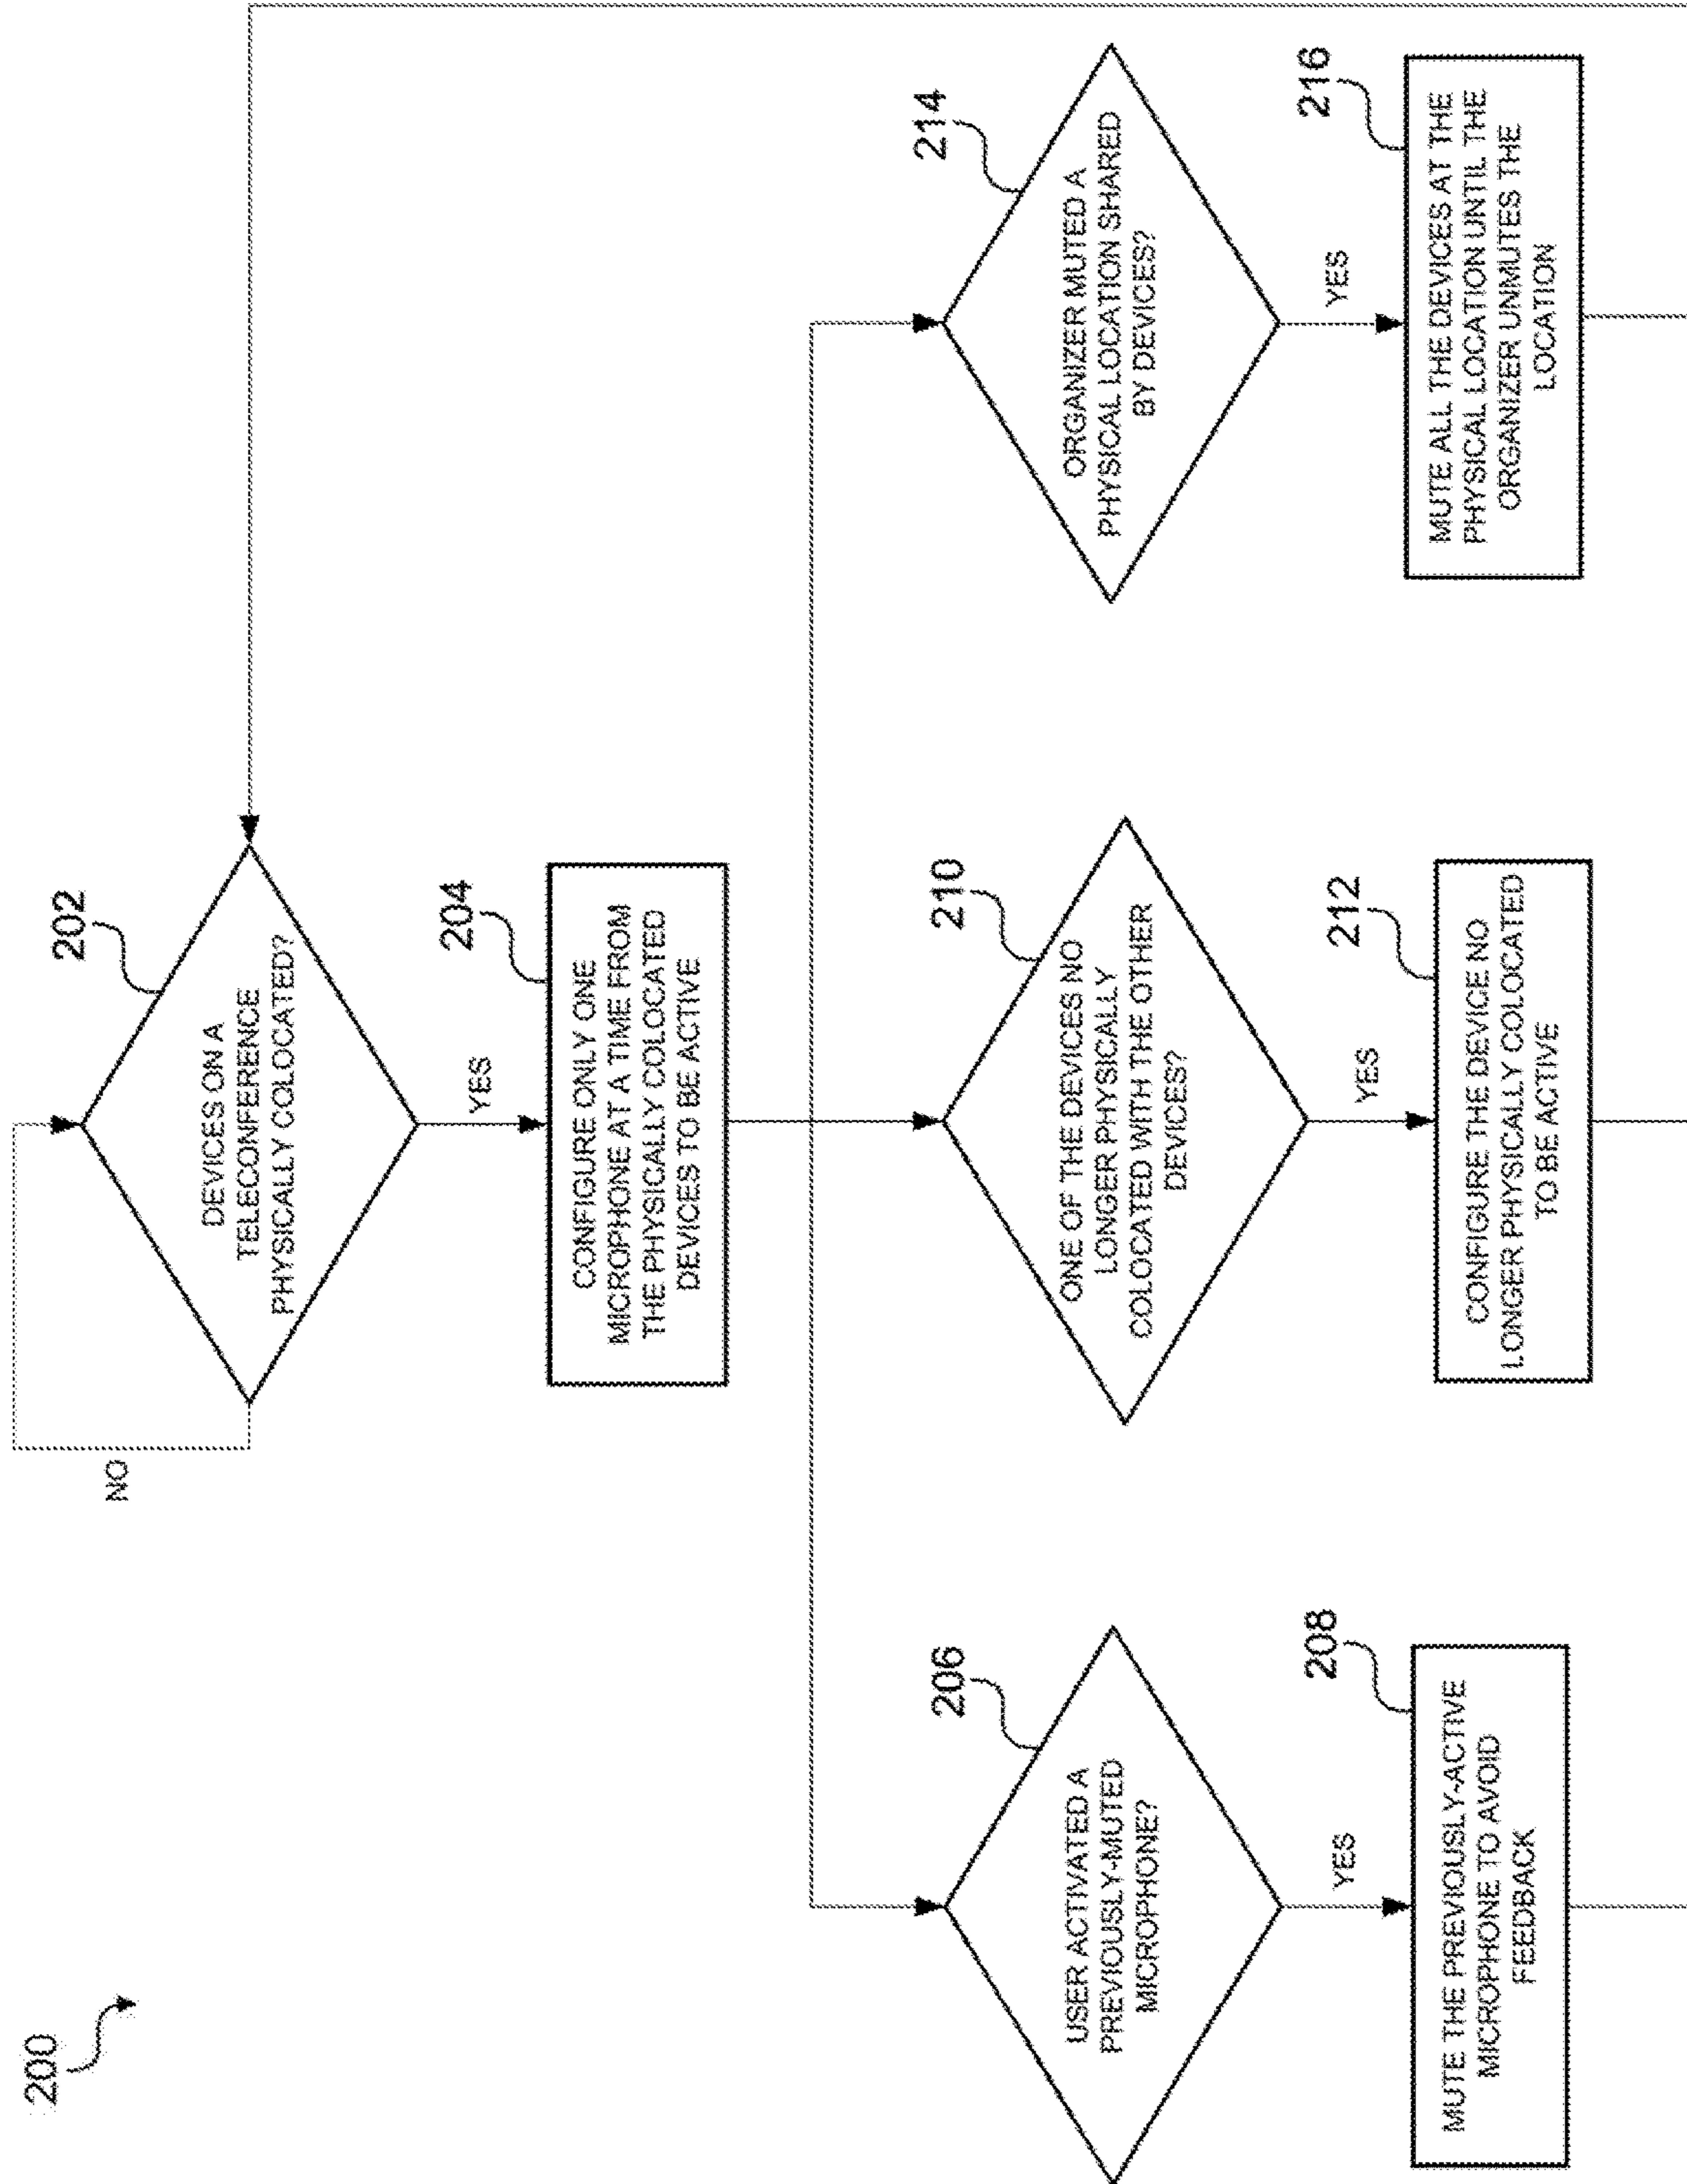 200
202
DEVICES ON A
TELECONFERENCE
PHYSICALLY COLOCATED?
NO
YES
204
CONFIGURE ONLY ONE
MICROPHONE AT A TIME FROM
THE PHYSICALLY COLOCATED
DEVICES TO BE ACTIVE
206
USER ACTIVATED A
PREVIOUSLY-MUTED
MICROPHONE?
YES
208
MUTE THE PREVIOUSLY-ACTIVE
MICROPHONE TO AVOID
FEEDBACK
210
ONE OF THE DEVICES NO
LONGER PHYSICALLY
COLOCATED WITH THE OTHER
DEVICES?
YES
212
CONFIGURE THE DEVICE NO
LONGER PHYSICALLY COLOCATED
TO BE ACTIVE
214
ORGANIZER MUTED A
PHYSICAL LOCATION SHARED
BY DEVICES?
YES
216
MUTE ALL THE DEVICES AT THE
PHYSICAL LOCATION UNTIL THE
ORGANIZER UNMUTES THE
LOCATION